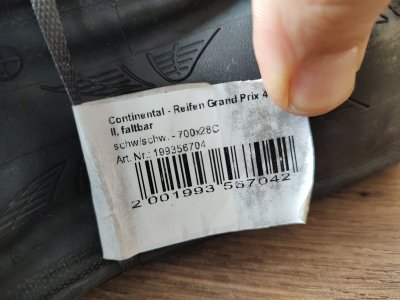 Continental - Reifen Grand Prix 4
II, faltbar
schw/schw. - 700x28C
Art. Nr.: 199356704
2 001993 567042